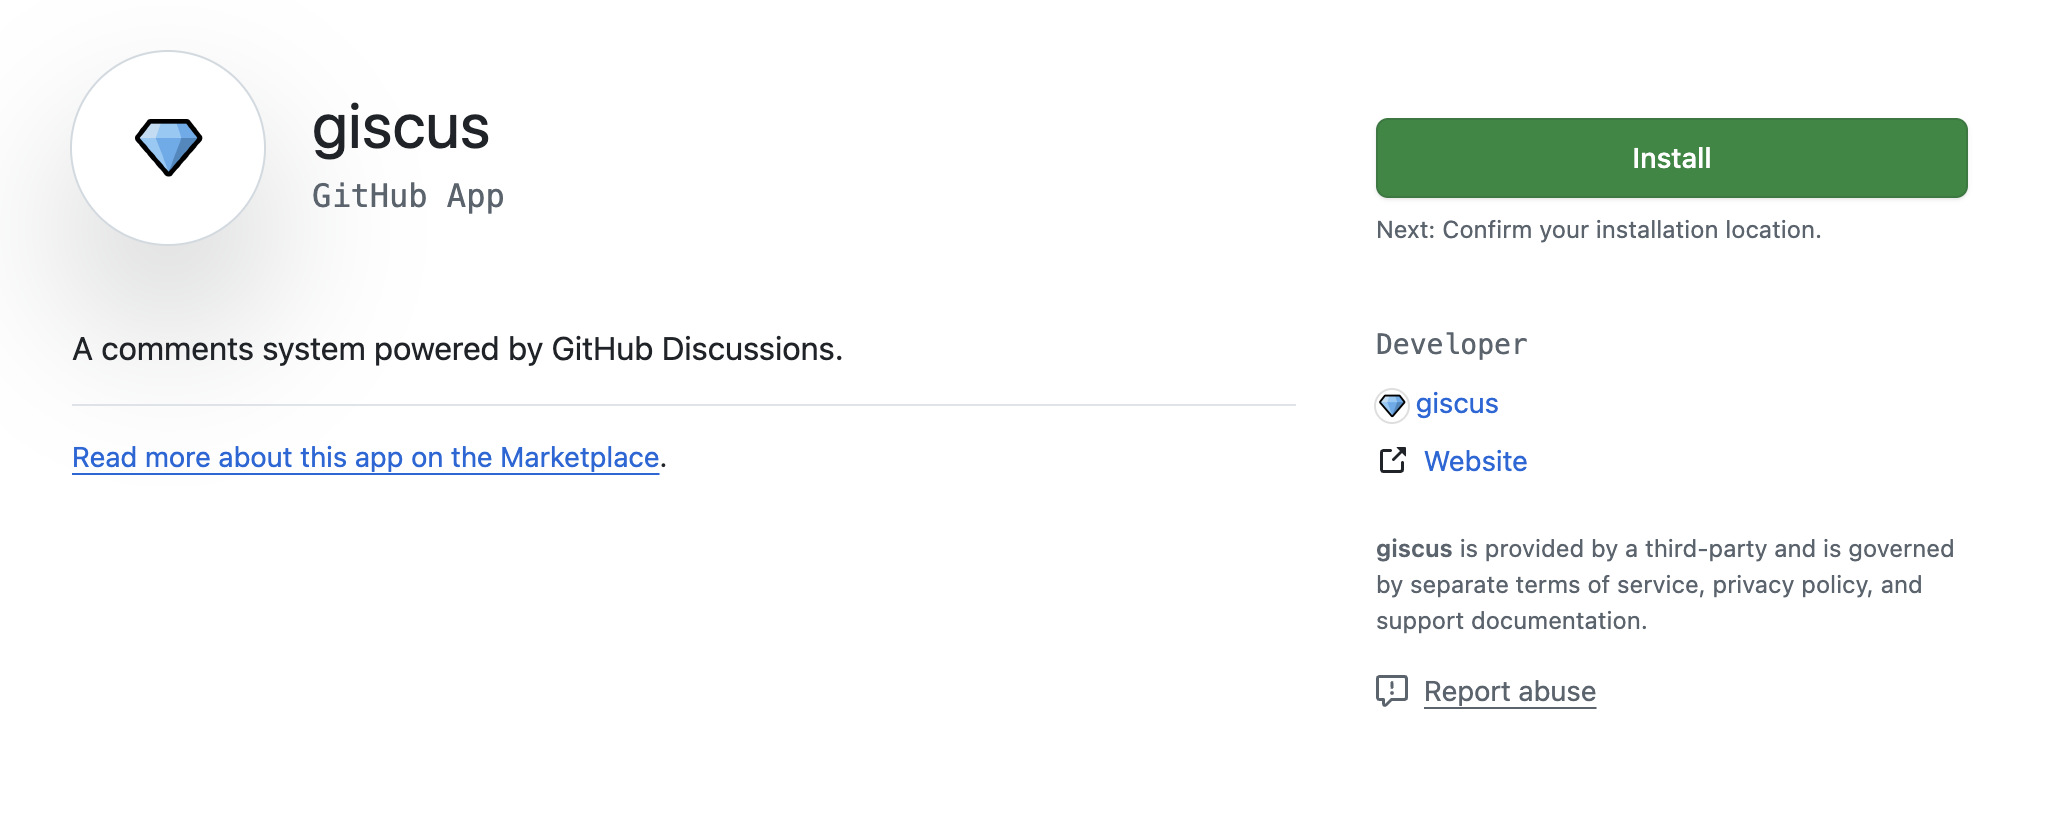 giscus
GitHub App
A comments system powered by GitHub Discussions.
Read more about this app on the Marketplace.
Install
Next: Confirm your installation location.
Developer
giscus
Website
giscus is provided by a third-party and is governed
by separate terms of service, privacy policy, and
support documentation.
Report abuse